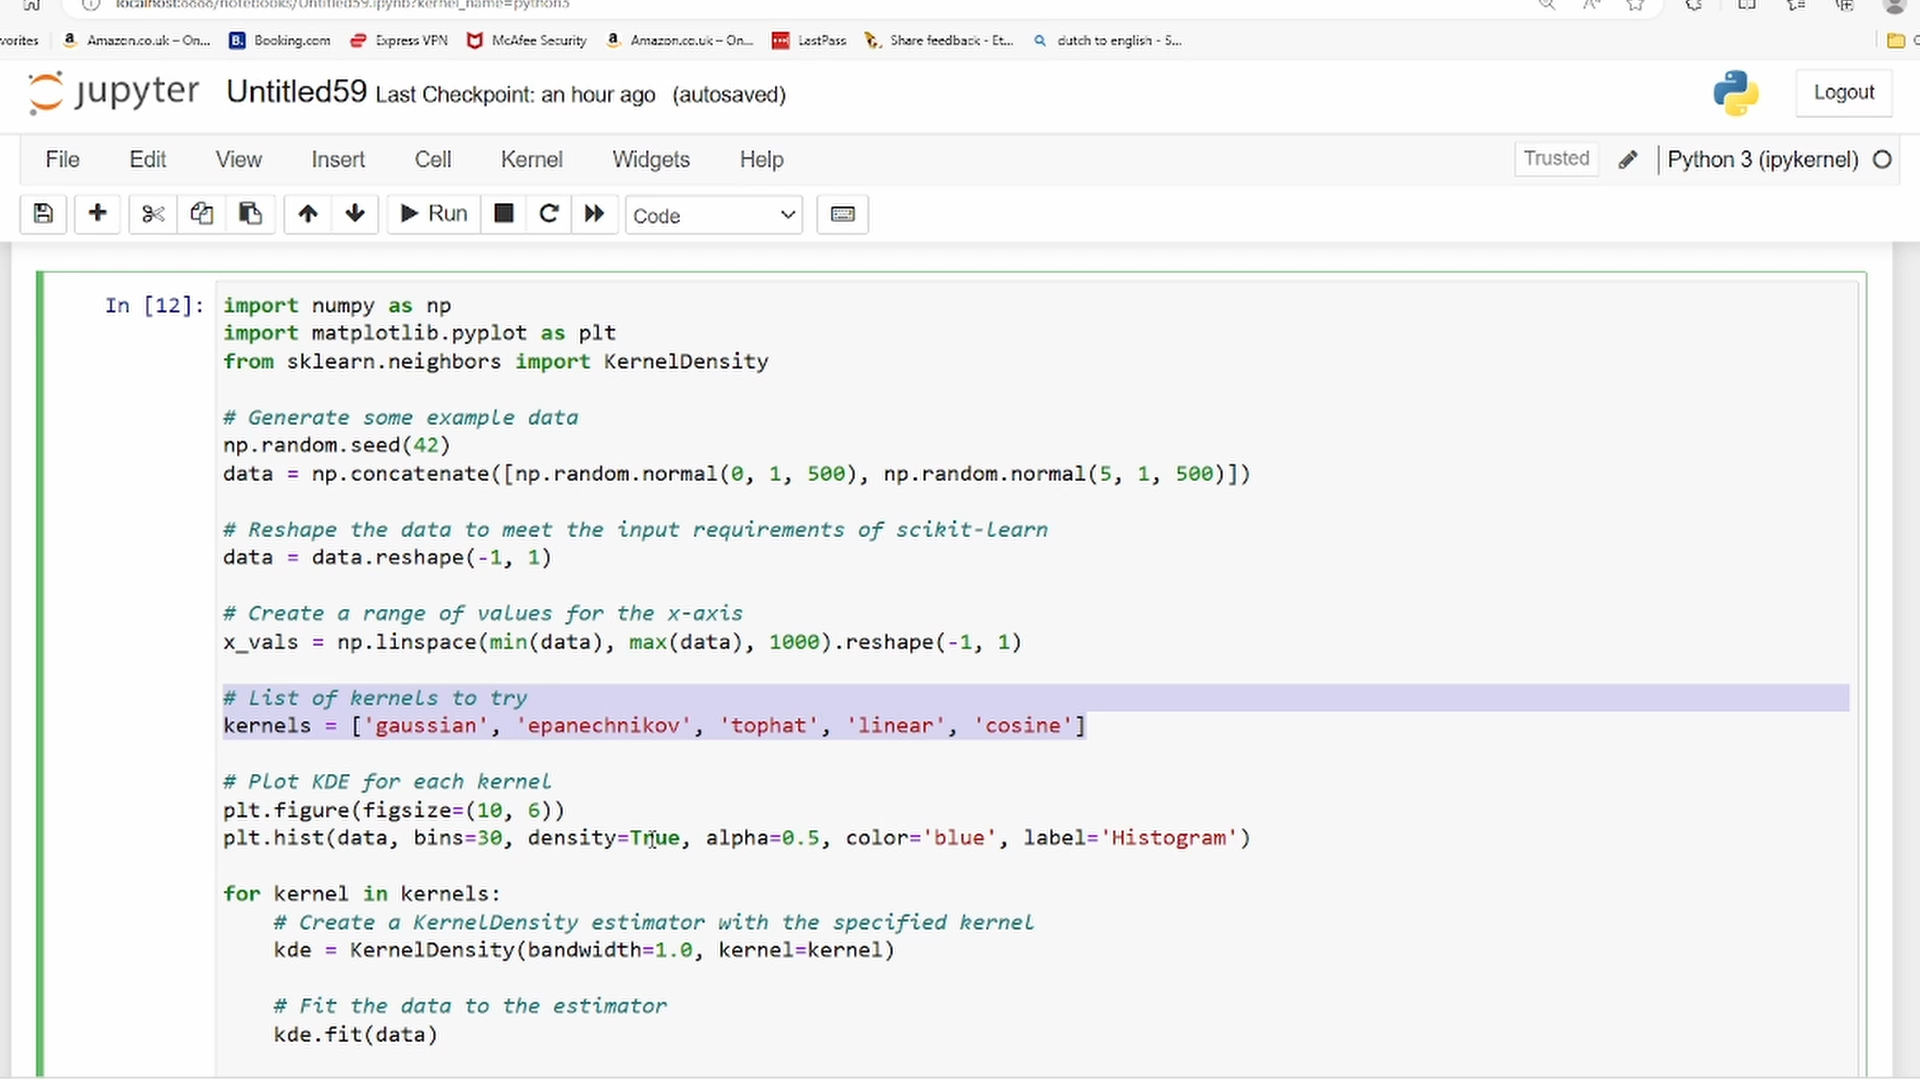 localhost:8888/notebooks/Untitled59.ipynb?kernel_name=python3
vorites Amazon.co.uk – On... Booking.com Express VPN McAfee Security Amazon.co.uk – On... LastPass Share feedback - Et... dutch to english - S...
jupyter Untitled59 Last Checkpoint: an hour ago (autosaved) Logout
File Edit View Insert Cell Kernel Widgets Help Trusted Python 3 (ipykernel)
Run Code
In [12]: import numpy as np
import matplotlib.pyplot as plt
from sklearn.neighbors import KernelDensity
# Generate some example data
np.random.seed(42)
data = np.concatenate([np.random.normal(0, 1, 500), np.random.normal(5, 1, 500)])
# Reshape the data to meet the input requirements of scikit-learn
data = data.reshape(-1, 1)
# Create a range of values for the x-axis
x_vals = np.linspace(min(data), max(data), 1000).reshape(-1, 1)
# List of kernels to try
kernels = ['gaussian', 'epanechnikov', 'tophat', 'linear', 'cosine']
# Plot KDE for each kernel
plt.figure(figsize=(10, 6))
plt.hist(data, bins=30, density=True, alpha=0.5, color='blue', label='Histogram')
for kernel in kernels:
# Create a KernelDensity estimator with the specified kernel
kde = KernelDensity(bandwidth=1.0, kernel=kernel)
# Fit the data to the estimator
kde.fit(data)